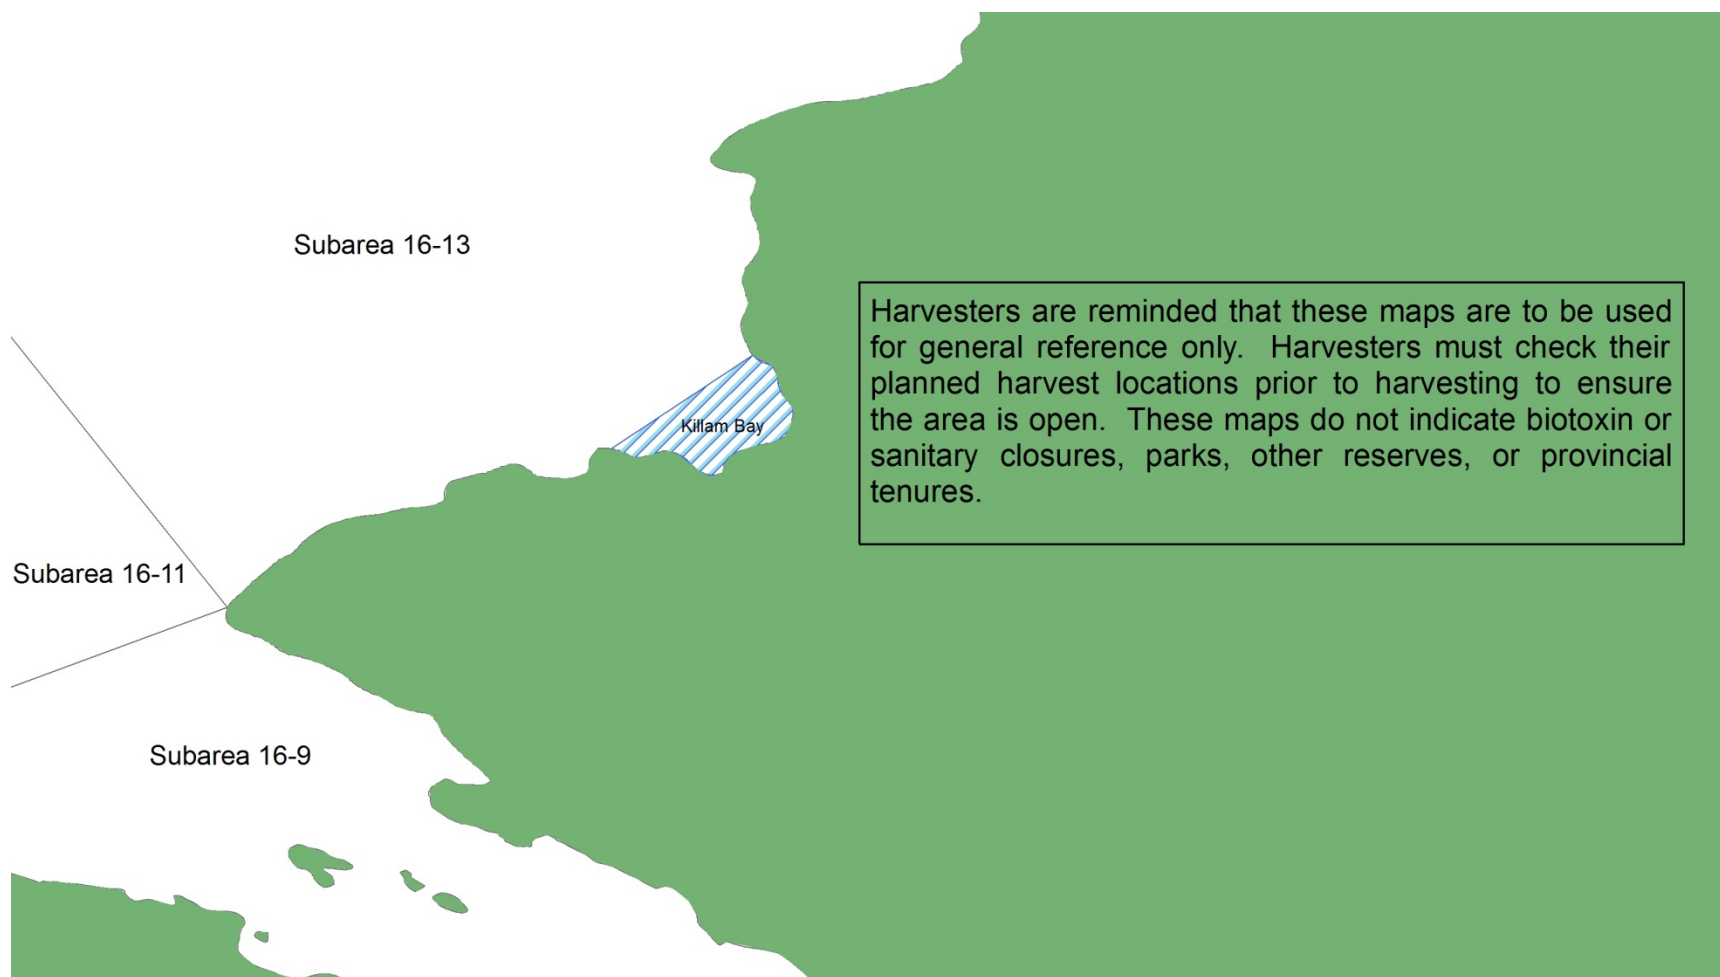 Subarea 16-13
Harvesters are reminded that these maps are to be used
for general reference only. Harvesters must check their
planned harvest locations prior to harvesting to ensure
the area is open. These maps do not indicate biotoxin or
sanitary closures, parks, other reserves, or provincial
tenures.
Killam Bay
Subarea 16-11
Subarea 16-9